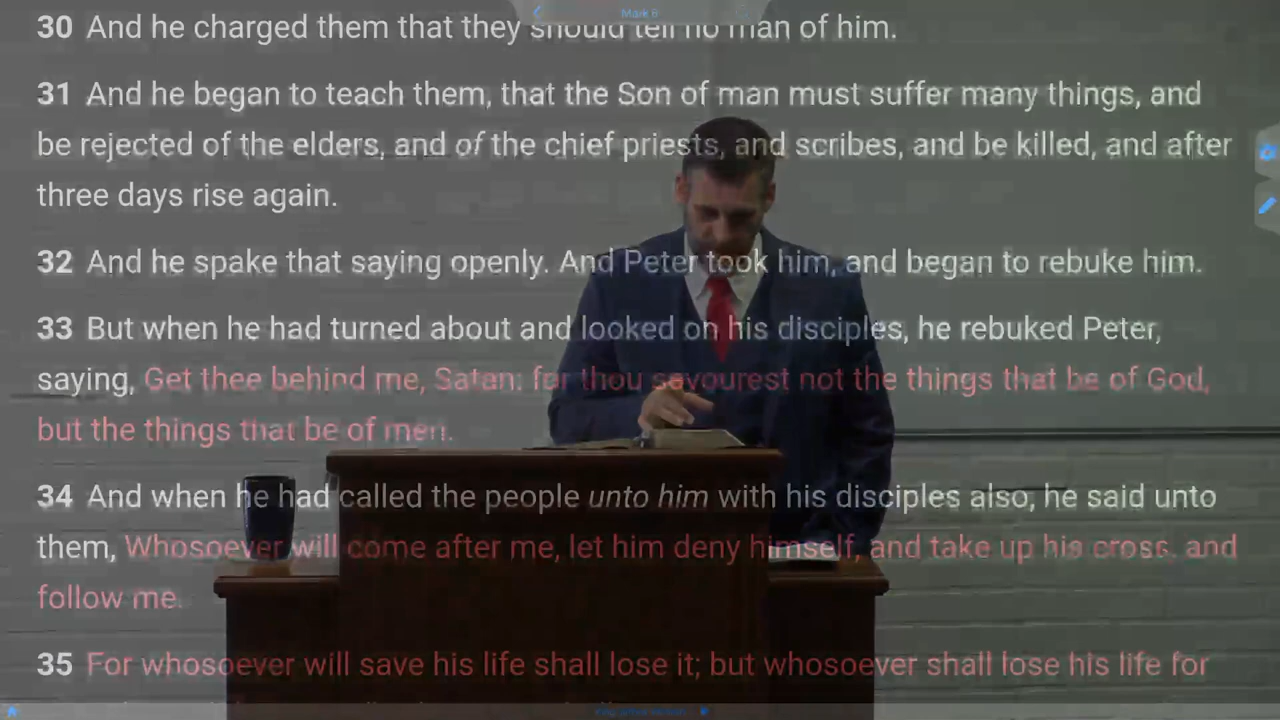 Mark 8
30 And he charged them that they should tell no man of him.
31 And he began to teach them, that the Son of man must suffer many things, and
be rejected of the elders, and of the chief priests, and scribes, and be killed, and after
three days rise again.
32 And he spake that saying openly. And Peter took him, and began to rebuke him.
33 But when he had turned about and looked on his disciples, he rebuked Peter,
saying, Get thee behind me, Satan: for thou savourest not the things that be of God,
but the things that be of men.
34 And when he had called the people unto him with his disciples also, he said unto
them, Whosoever will come after me, let him deny himself, and take up his cross, and
follow me.
35 For whosoever will save his life shall lose it; but whosoever shall lose his life for